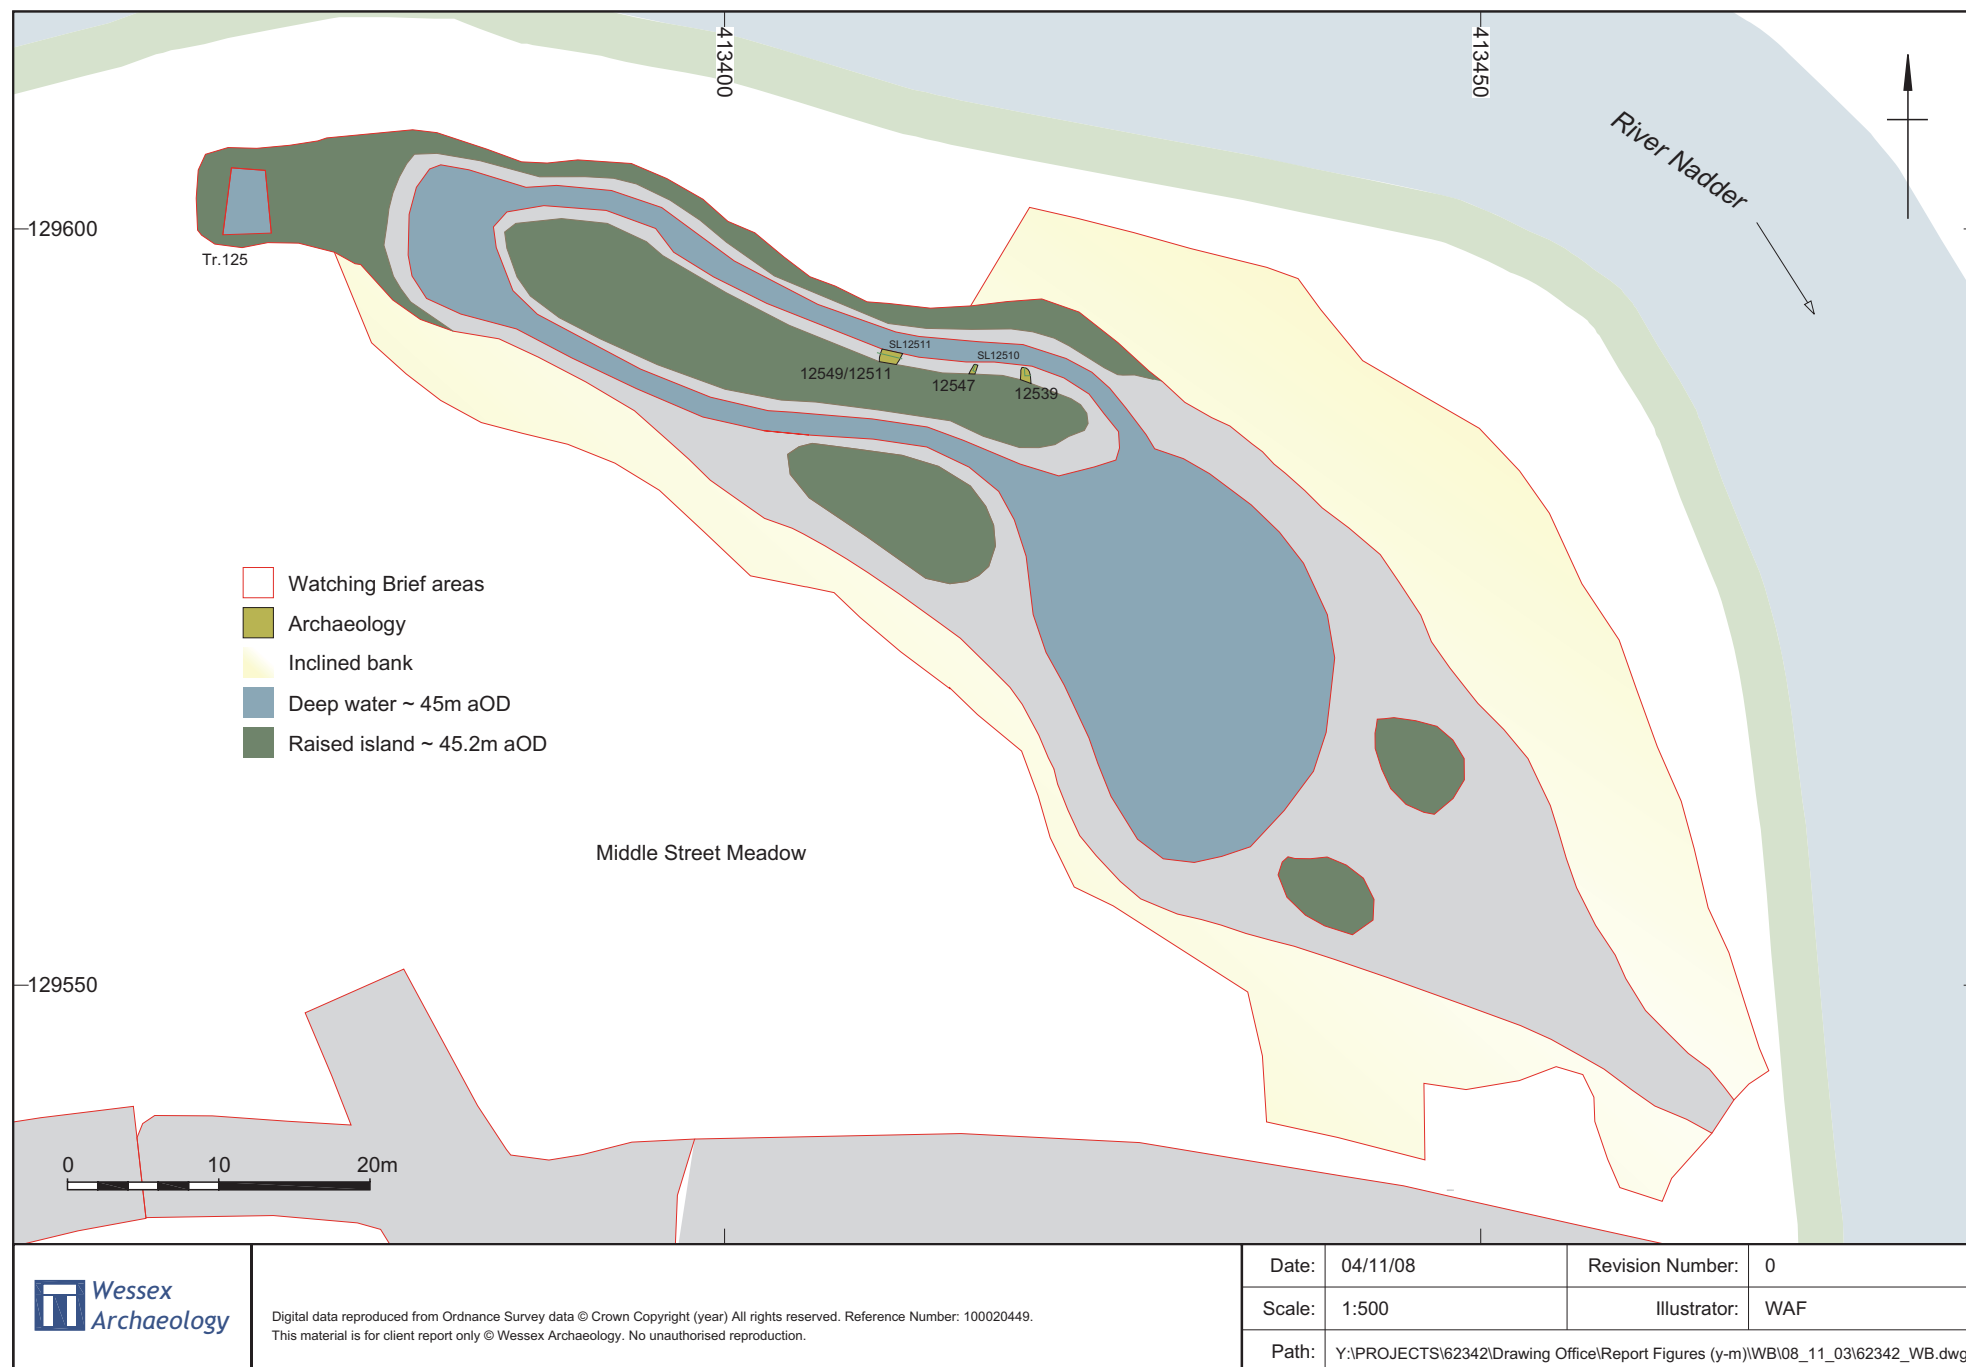 413400
413450
River Nadder
129600
Tr.125
SL12511
SL12510
12549/12511
12547
12539
Watching Brief areas
Archaeology
Inclined bank
Deep water ~ 45m aOD
Raised island ~ 45.2m aOD
Middle Street Meadow
129550
0 10 20m
Wessex
Archaeology
Digital data reproduced from Ordnance Survey data © Crown Copyright (year) All rights reserved. Reference Number: 100020449.
This material is for client report only © Wessex Archaeology. No unauthorised reproduction.
Date: 04/11/08 Revision Number: 0
Scale: 1:500 Illustrator: WAF
Path: Y:\PROJECTS\62342\Drawing Office\Report Figures (y-m)\WB\08_11_03\62342_WB.dwg